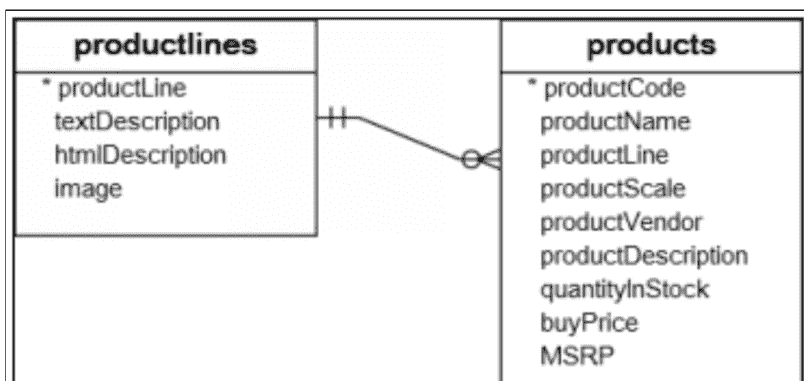 productlines
* productLine
textDescription
htmlDescription
image
products
* productCode
productName
productLine
productScale
productVendor
productDescription
quantityInStock
buyPrice
MSRP